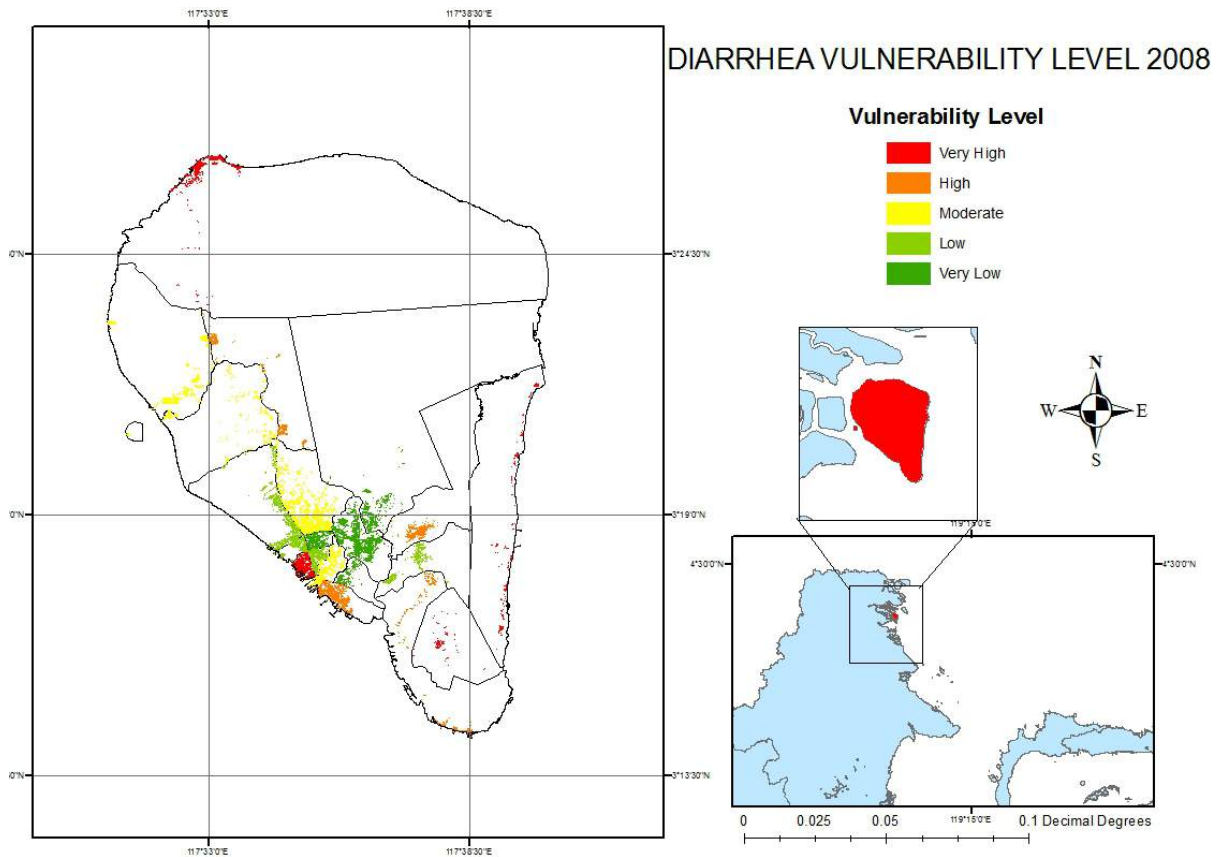 117°33'0"E 117°38'30"E
DIARRHEA VULNERABILITY LEVEL 2008
Vulnerability Level
Very High
High
Moderate
Low
Very Low
3°24'30"N
N
W E
S
3°19'0"N
4°30'0"N 4°30'0"N
3°13'30"N
119°15'0"E
0 0.025 0.05 0.1 Decimal Degrees
117°33'0"E 117°38'30"E